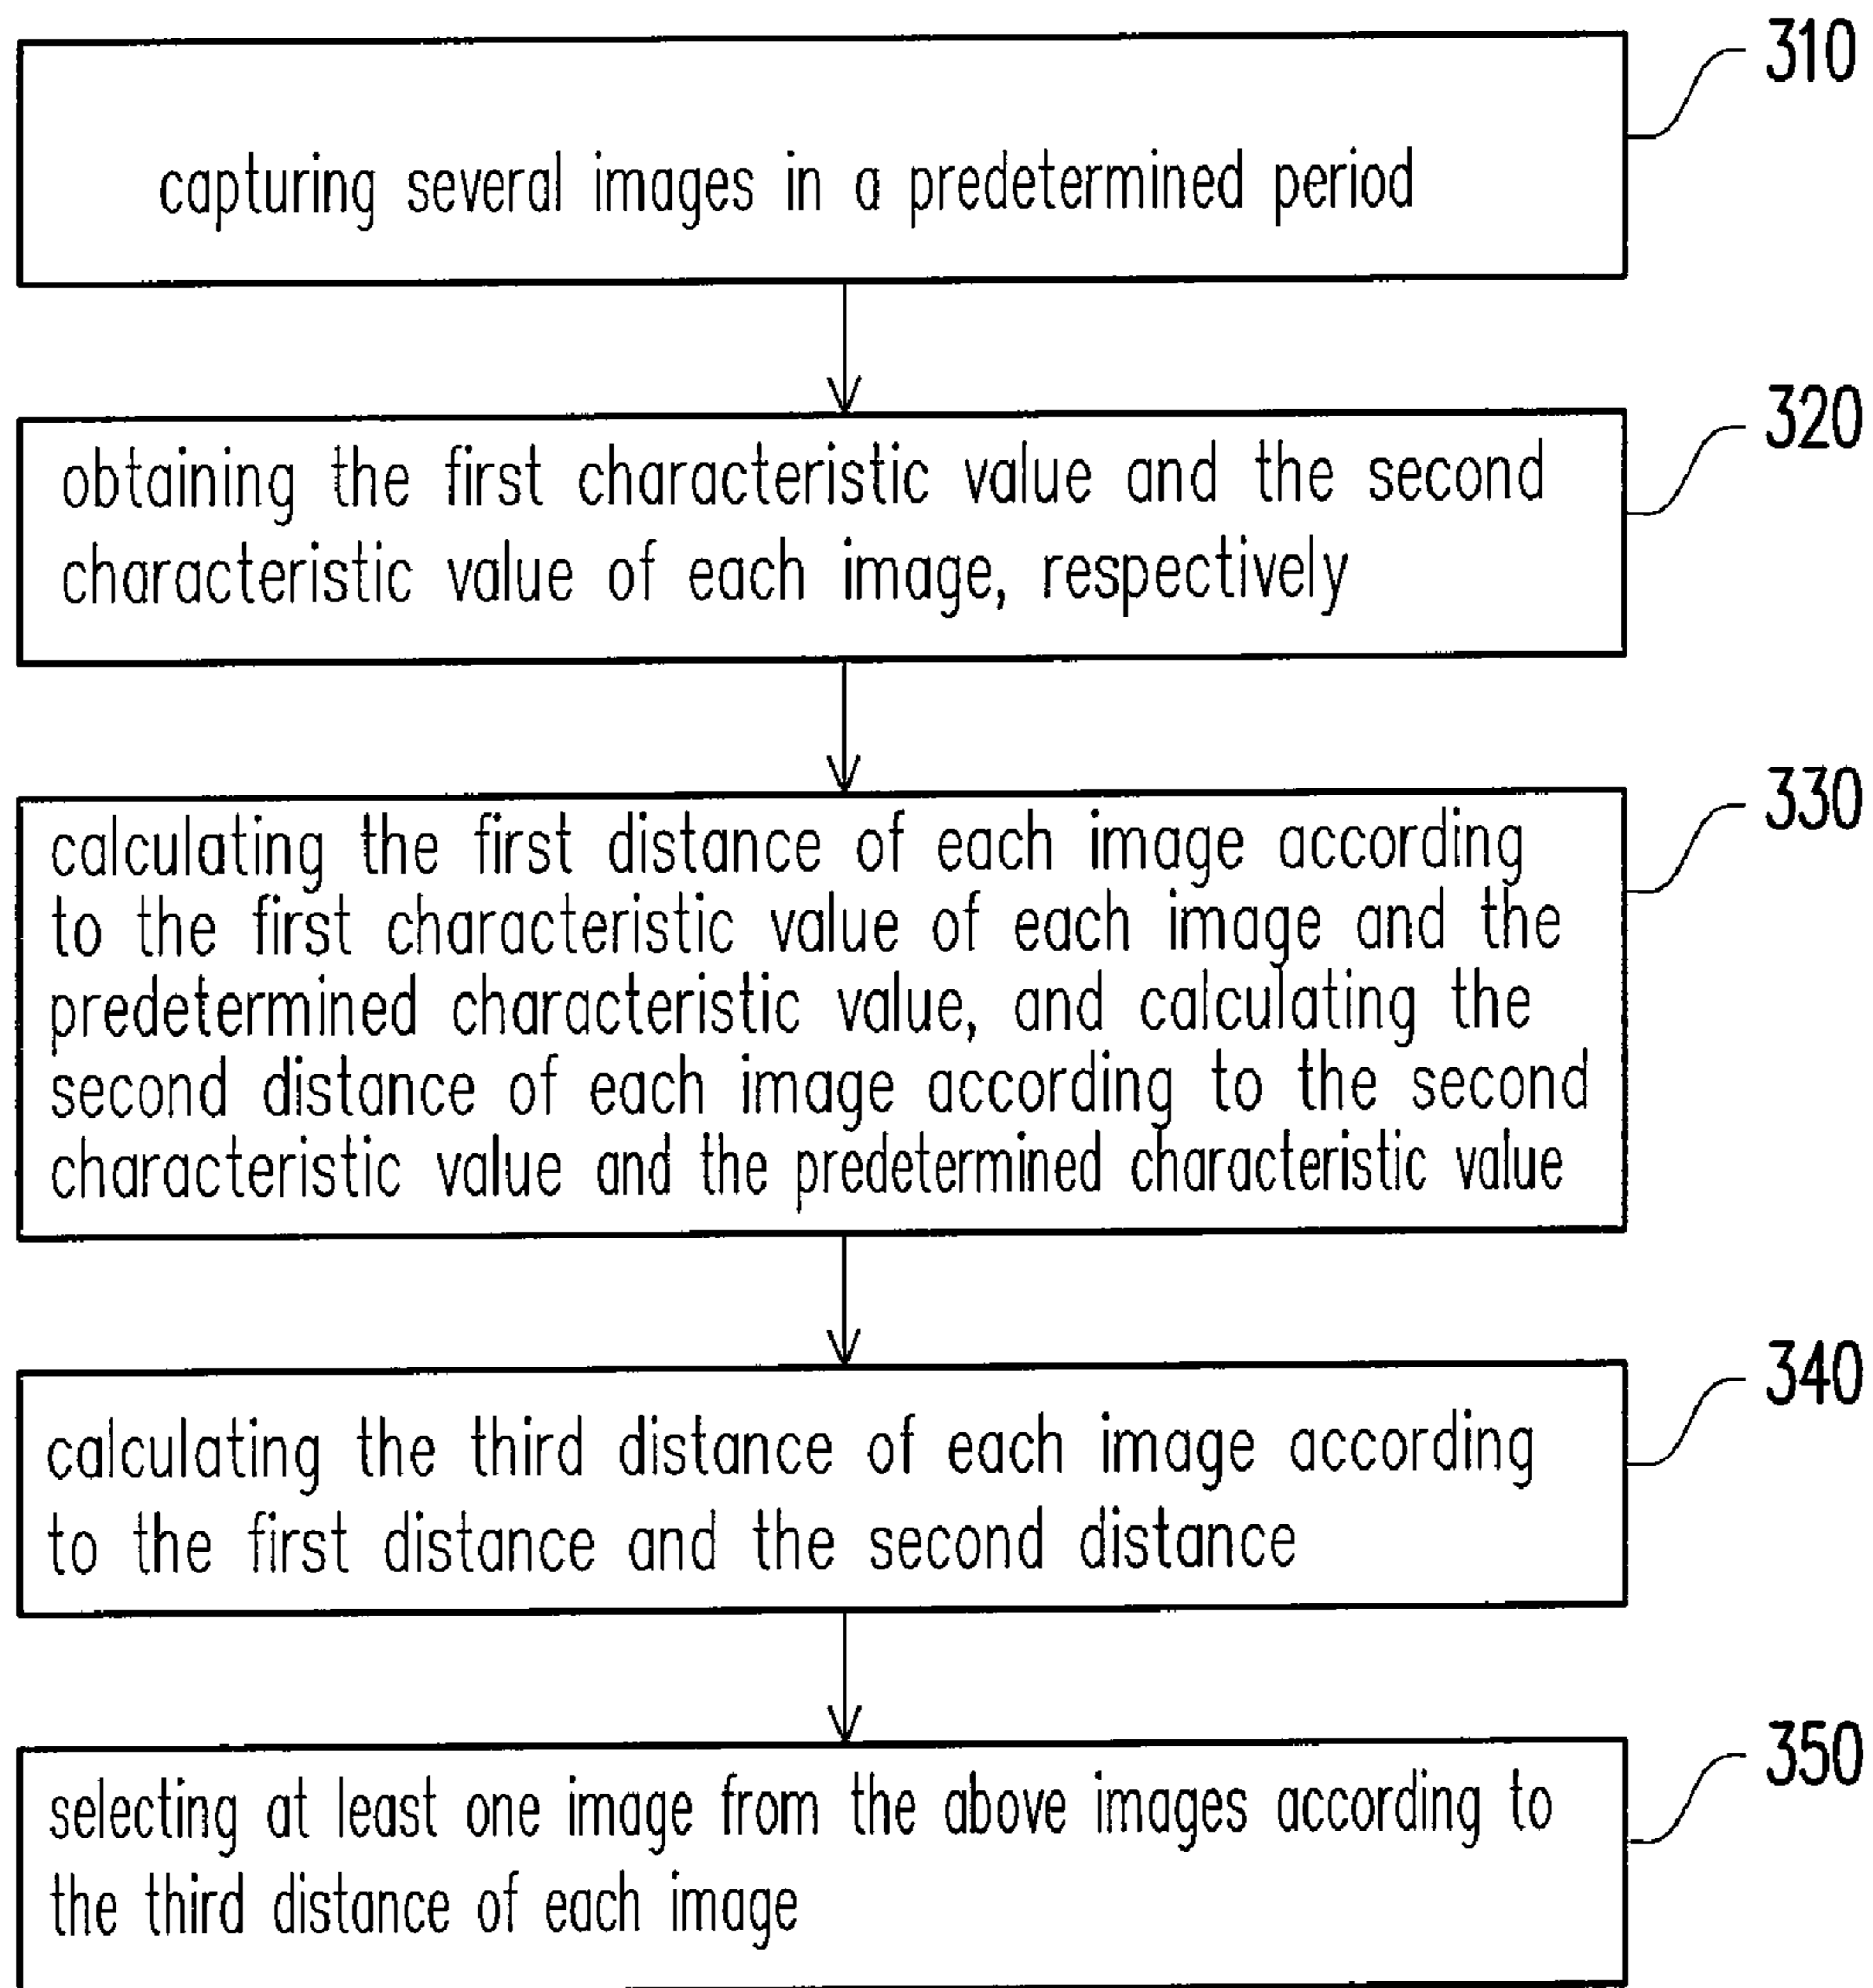 310
capturing several images in a predetermined period
320
obtaining the first characteristic value and the second
characteristic value of each image, respectively
330
calculating the first distance of each image according
to the first characteristic value of each image and the
predetermined characteristic value, and calculating the
second distance of each image according to the second
characteristic value and the predetermined characteristic value
340
calculating the third distance of each image according
to the first distance and the second distance
350
selecting at least one image from the above images according to
the third distance of each image